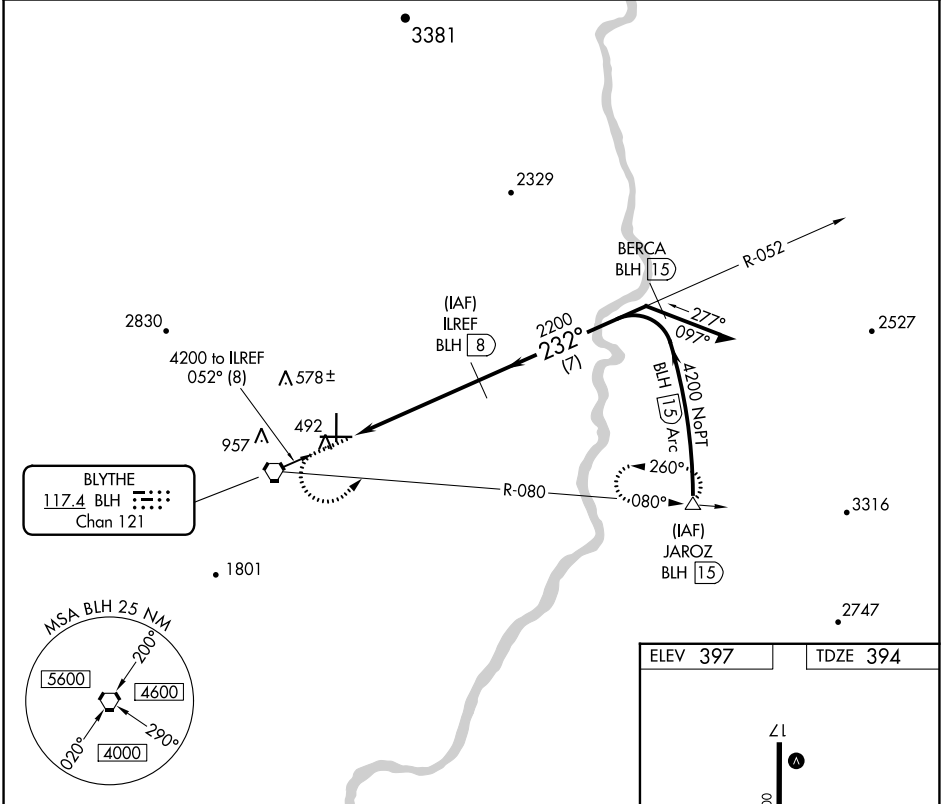 3381
2329
BERCA
BLH 15
R-052
(IAF)
ILREF
BLH 8
2200
232°
(7)
277°
097°
2830
2527
4200 to ILREF
052° (8)
578±
4200 NoPT
BLH 15 Arc
492
957
BLYTHE
117.4 BLH
Chan 121
R-080
260°
080°
3316
(IAF)
JAROZ
BLH 15
1801
2747
MSA BLH 25 NM
200°
5600
4600
290°
020°
4000
ELEV 397
TDZE 394
17
V